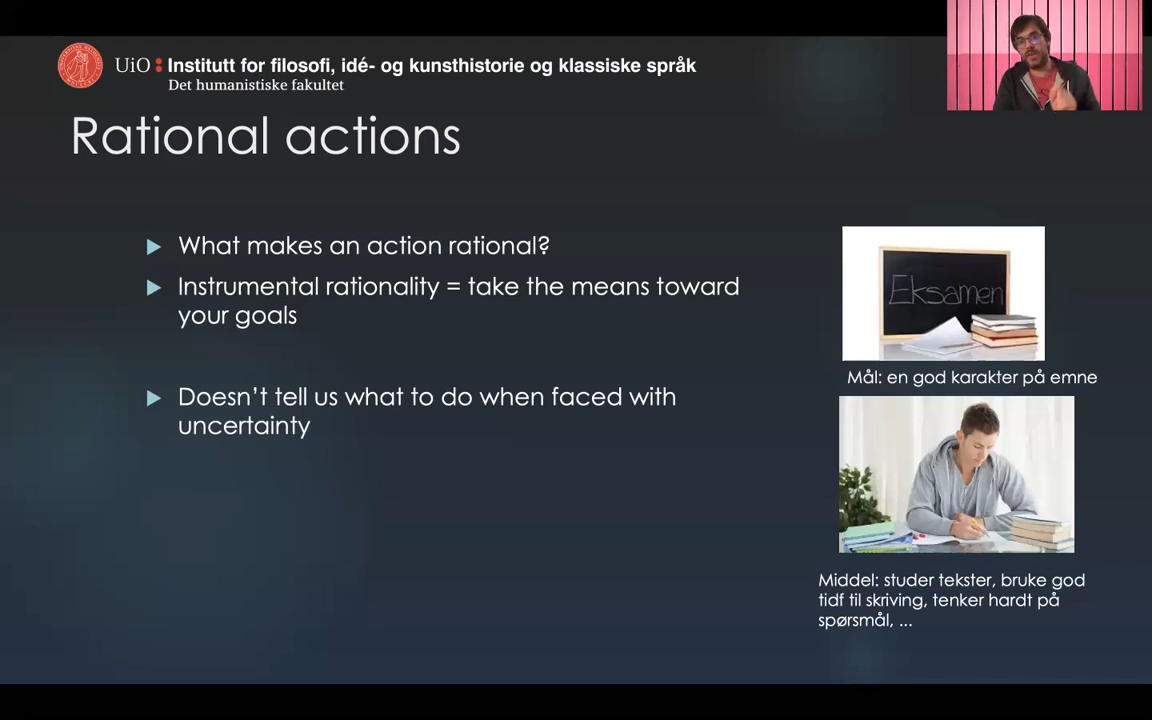 UiO: Institutt for filosofi, idé- og kunsthistorie og klassiske språk
Det humanistiske fakultet
Rational actions
What makes an action rational?
Instrumental rationality = take the means toward
your goals
Doesn't tell us what to do when faced with
uncertainty
Eksamen
Mål: en god karakter på emne
Middel: studer tekster, bruke god
tidf til skriving, tenker hardt på
spørsmål, ...